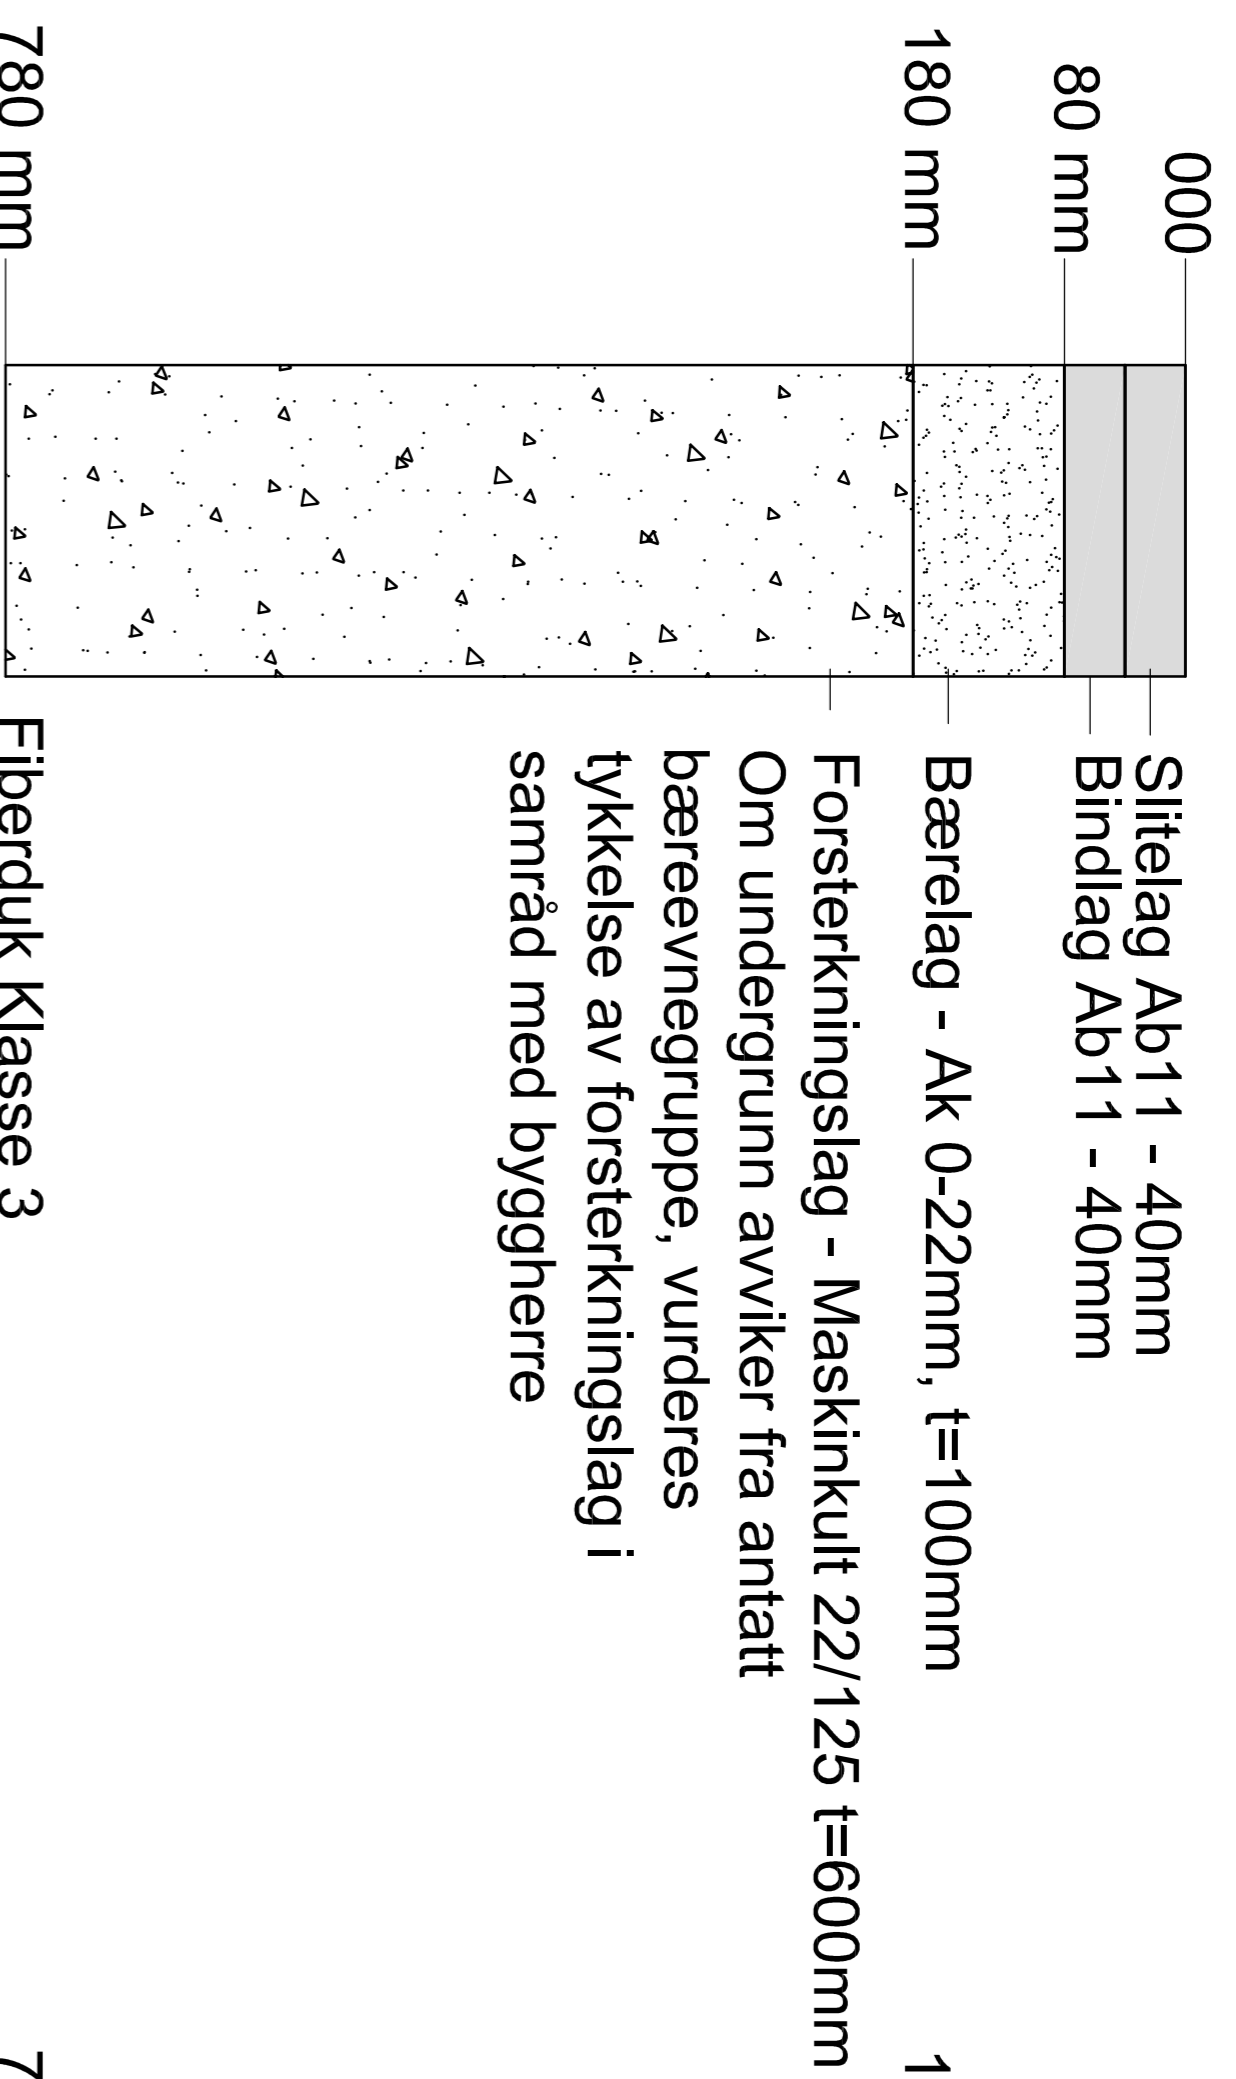 000
80 mm
180 mm
780 mm
Slitelag Ab11 - 40mm
Bindlag Ab11 - 40mm
Bærelag - Ak 0-22mm, t=100mm
Forsterkningslag - Maskinkult 22/125 t=600mm
Om undergrunn avviker fra antatt
bæreevnegruppe, vurderes
tykkelse av forsterkningslag i
samråd med byggherre
Fiberduk Klasse 3
1
7